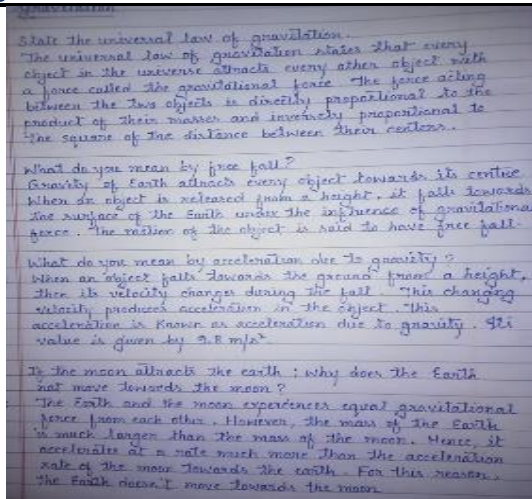 Gravitation
State the universal law of gravitation.
The universal law of gravitation states that every
object in the universe attracts every other object with
a force called the gravitational force. The force acting
between the two objects is directly proportional to the
product of their masses and inversely proportional to
the square of the distance between their centers.
What do you mean by free fall?
Gravity of Earth attracts every object towards its centre
When an object is released from a height, it falls towards
the surface of the Earth under the influence of gravitational
force. The motion of the object is said to have free fall.
What do you mean by acceleration due to gravity?
When an object falls towards the ground from a height,
then its velocity changes during the fall. This changing
velocity produces acceleration in the object. This
acceleration is known as acceleration due to gravity. Its
value is given by 9.8 m/s²
If the moon attracts the earth ; why does the Earth
not move towards the moon?
The Earth and the moon experiences equal gravitational
force from each other. However, the mass of the Earth
is much larger than the mass of the moon. Hence, it
accelerates at a rate much more than the acceleration
rate of the moon towards the earth. For this reason,
the Earth doesn't move towards the moon